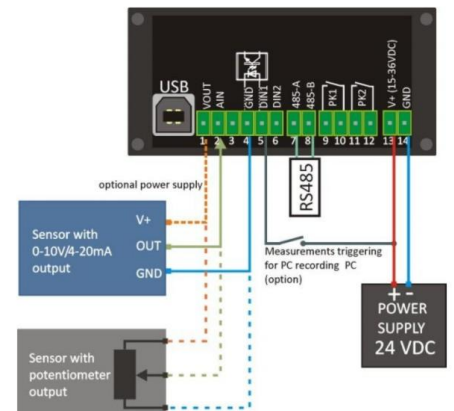 USB
VOUT
AIN
GND
DIN1
DIN2
485-A
485-B
PK1
PK2
V+ (15-36VDC)
GND
1 2 3 4 5 6 7 8 9 10 11 12 13 14
optional power supply
RS485
Sensor with
0-10V/4-20mA
output
V+
OUT
GND
Measurements triggering
for PC recording PC
(option)
+ -
POWER
SUPPLY
24 VDC
Sensor with
potentiometer
output